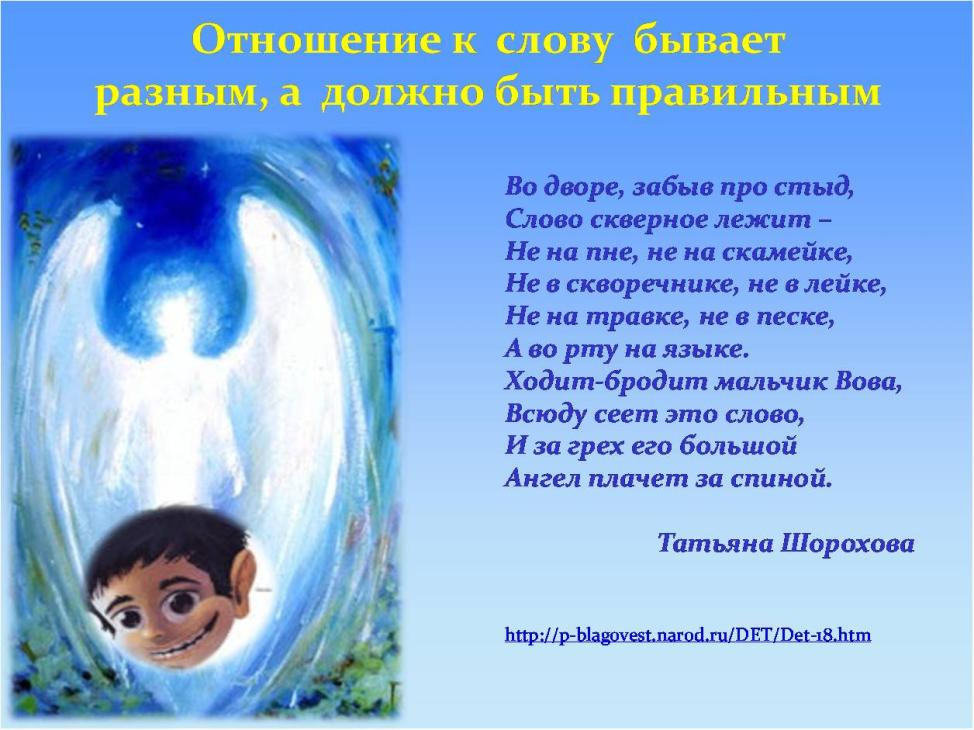 Отношение к слову бывает
разным, а должно быть правильным
Во дворе, забыв про стыд,
Слово скверное лежит –
Не на пне, не на скамейке,
Не в скворечнике, не в лейке,
Не на травке, не в песке,
А во рту на языке.
Ходит-бродит мальчик Вова,
Всюду сеет это слово,
И за грех его большой
Ангел плачет за спиной.
Татьяна Шорохова
http://p-blagovest.narod.ru/DET/Det-18.htm